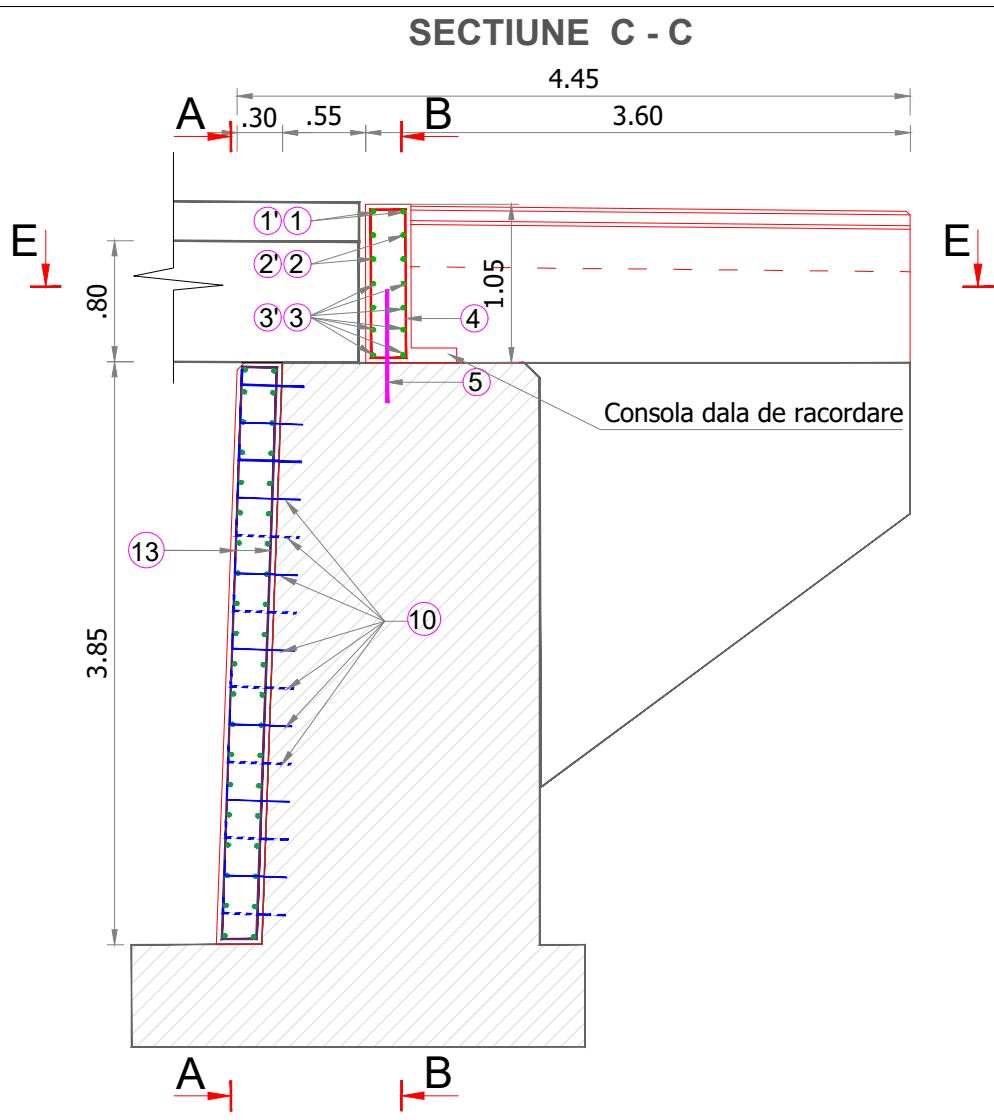 SECTIUNE C - C
4.45
A .30 .55 B 3.60
1' 1
E 2' 2 E
3' 3 4 1.05
.80
5
Consola dala de racordare
13
10
3.85
A B